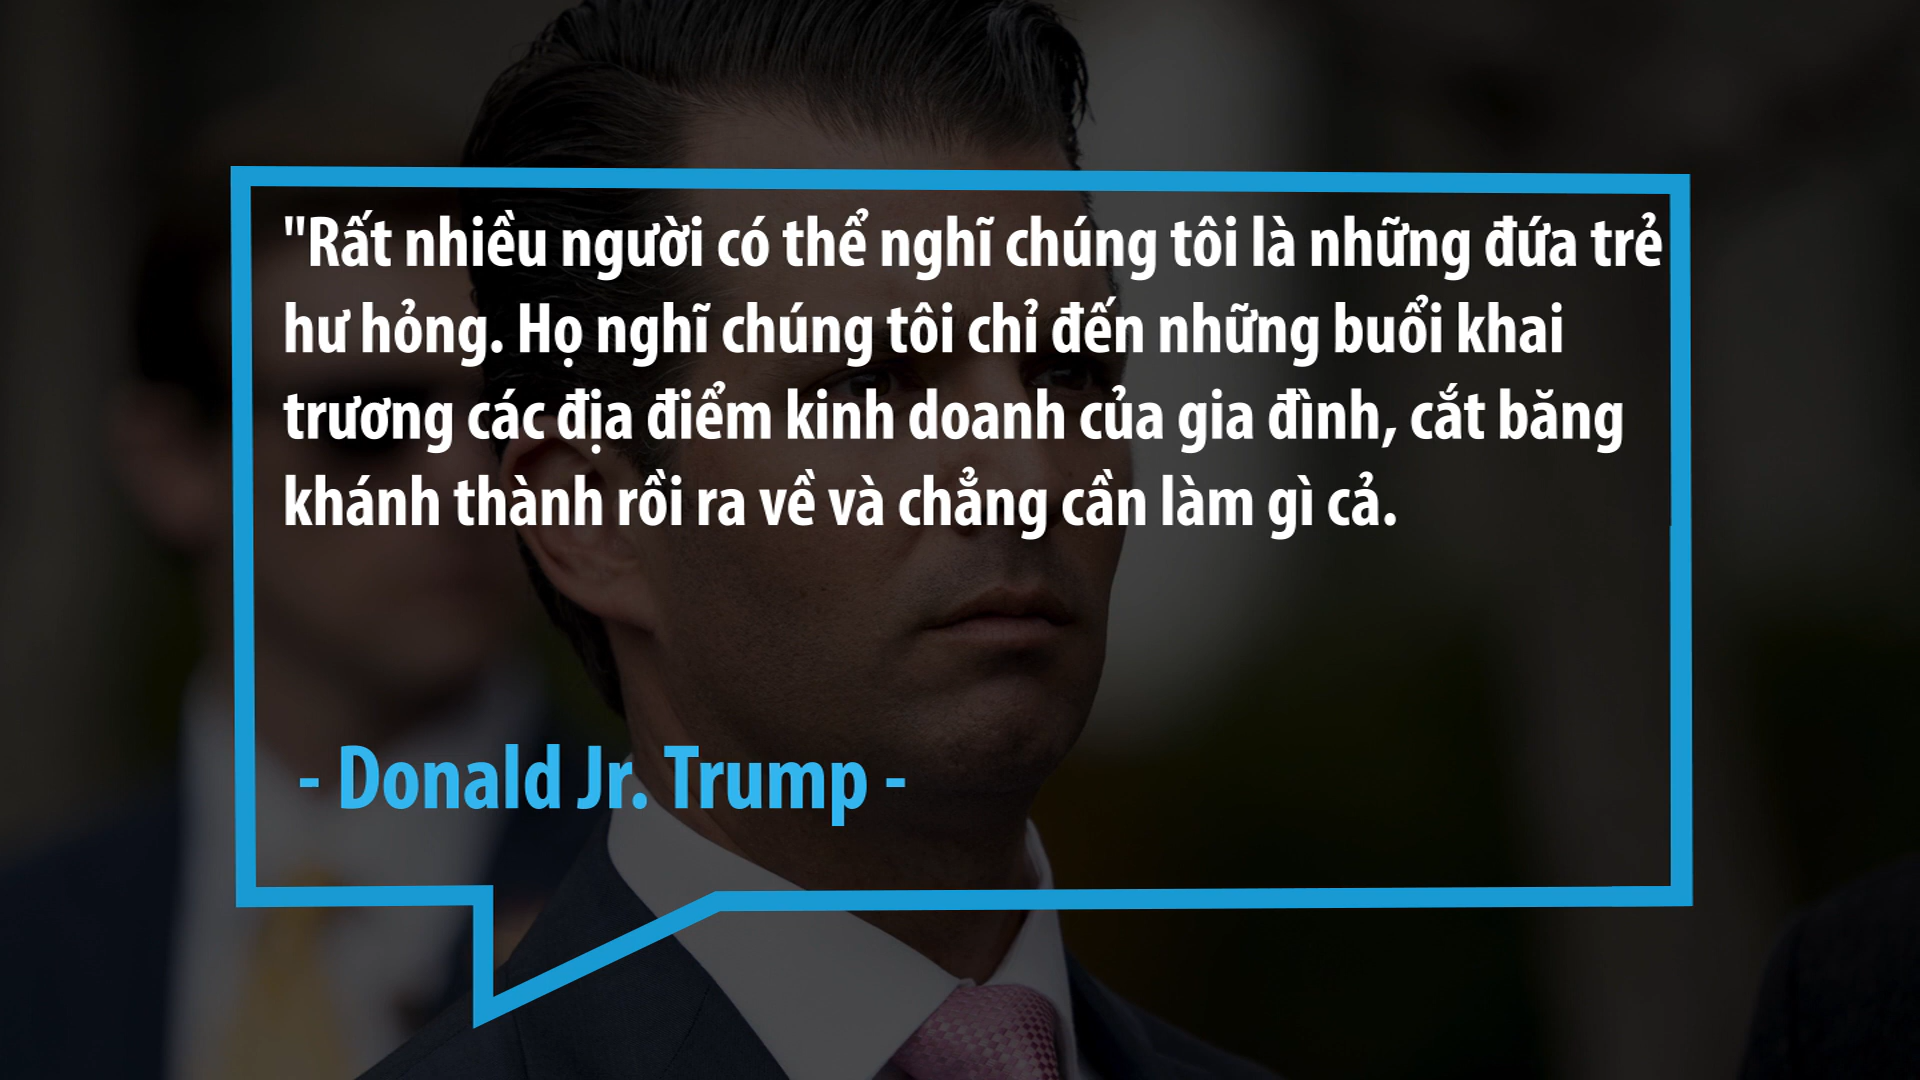 "Rất nhiều người có thể nghĩ chúng tôi là những đứa trẻ
hư hỏng. Họ nghĩ chúng tôi chỉ đến những buổi khai
trương các địa điểm kinh doanh của gia đình, cắt băng
khánh thành rồi ra về và chẳng cần làm gì cả.
- Donald Jr. Trump -